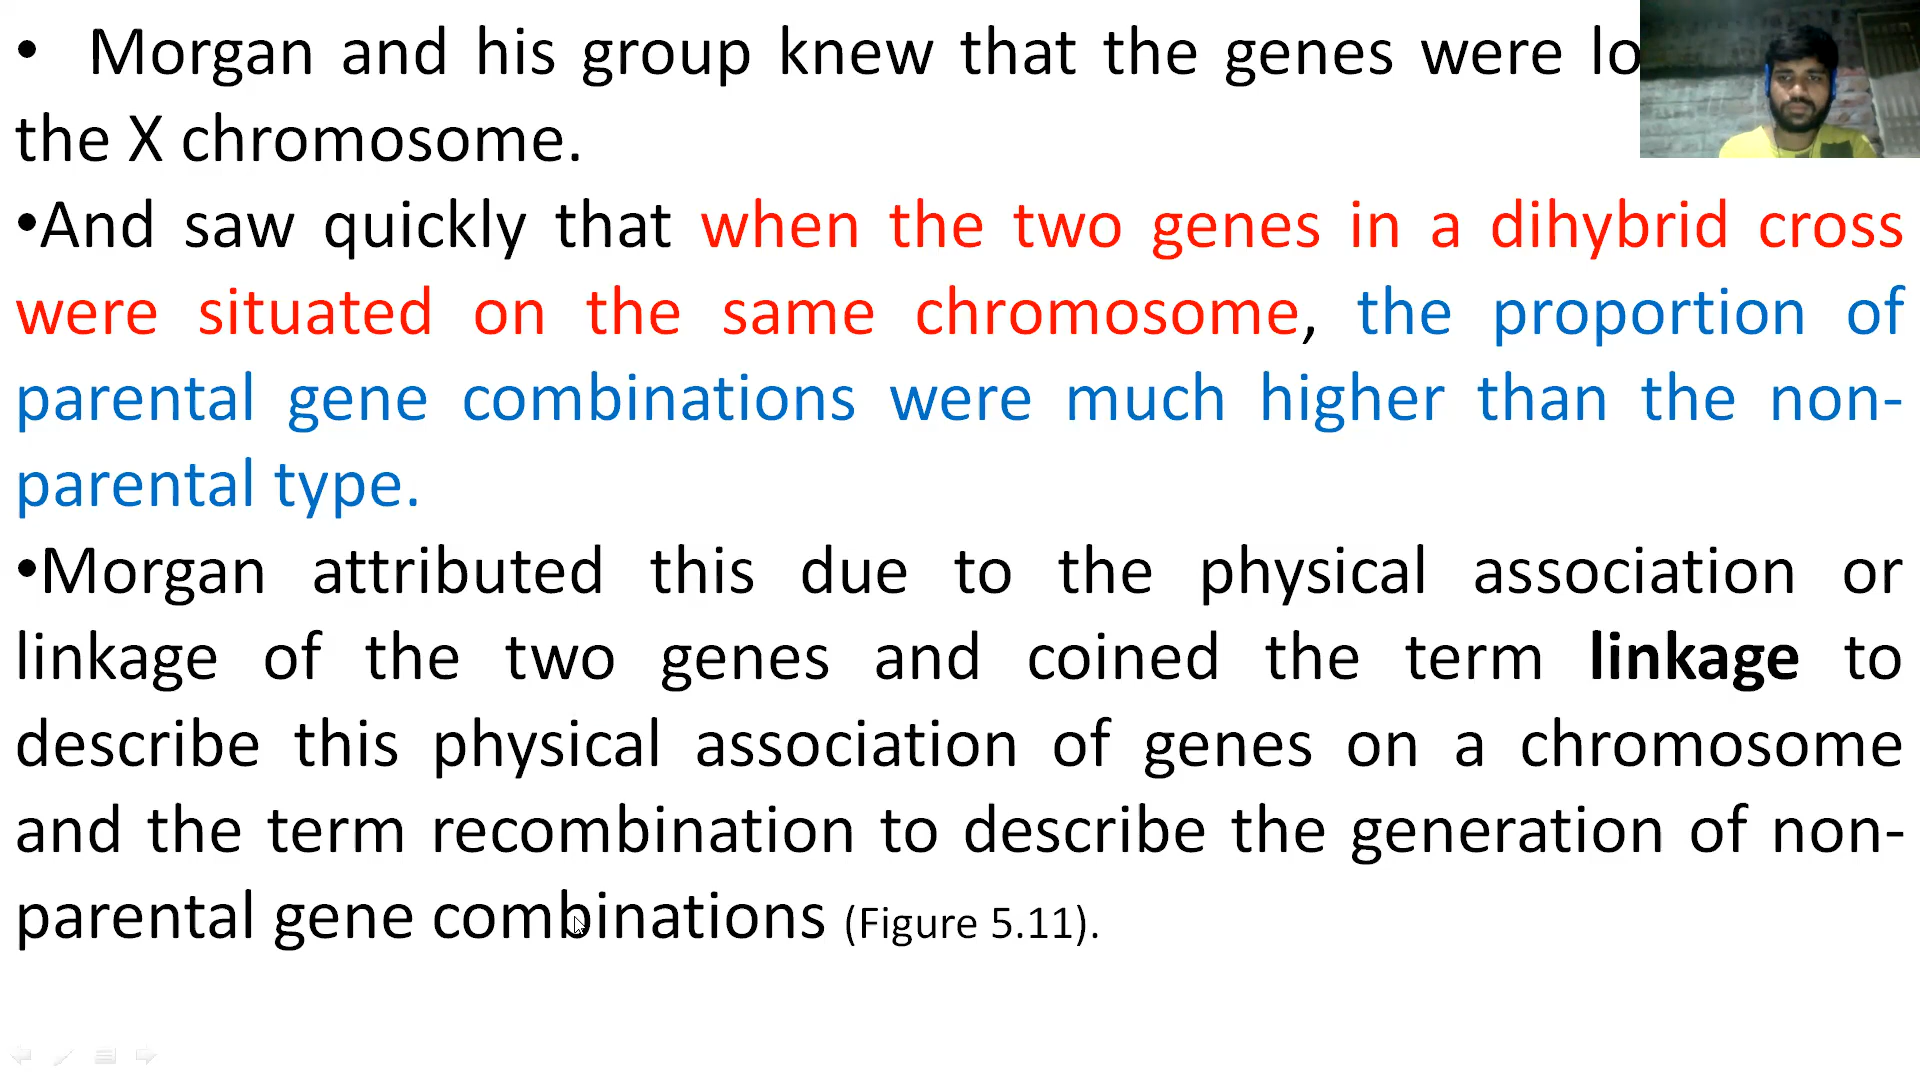 • Morgan and his group knew that the genes were
the X chromosome.
•And saw quickly that when the two genes in a dihybrid cross
were situated on the same chromosome, the proportion of
parental gene combinations were much higher than the non-
parental type.
•Morgan attributed this due to the physical association or
linkage of the two genes and coined the term linkage to
describe this physical association of genes on a chromosome
and the term recombination to describe the generation of non-
parental gene combinations (Figure 5.11).